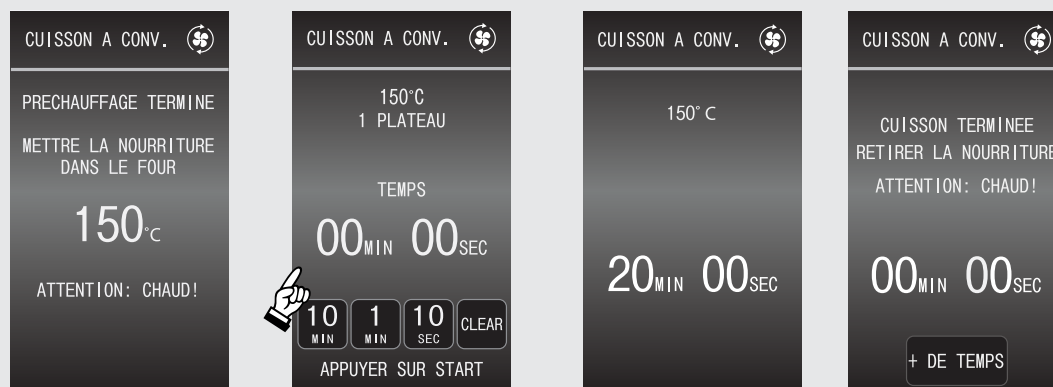 CUISSON A CONV.
PRECHAUFFAGE TERMINE
METTRE LA NOURRITURE
DANS LE FOUR
150°C
ATTENTION: CHAUD!
CUISSON A CONV.
150°C
1 PLATEAU
TEMPS
00MIN 00SEC
10 MIN 1 MIN 10 SEC CLEAR
APPUYER SUR START
CUISSON A CONV.
150°C
20MIN 00SEC
CUISSON A CONV.
CUISSON TERMINEE
RETIRER LA NOURRITURE
ATTENTION: CHAUD!
00MIN 00SEC
+ DE TEMPS